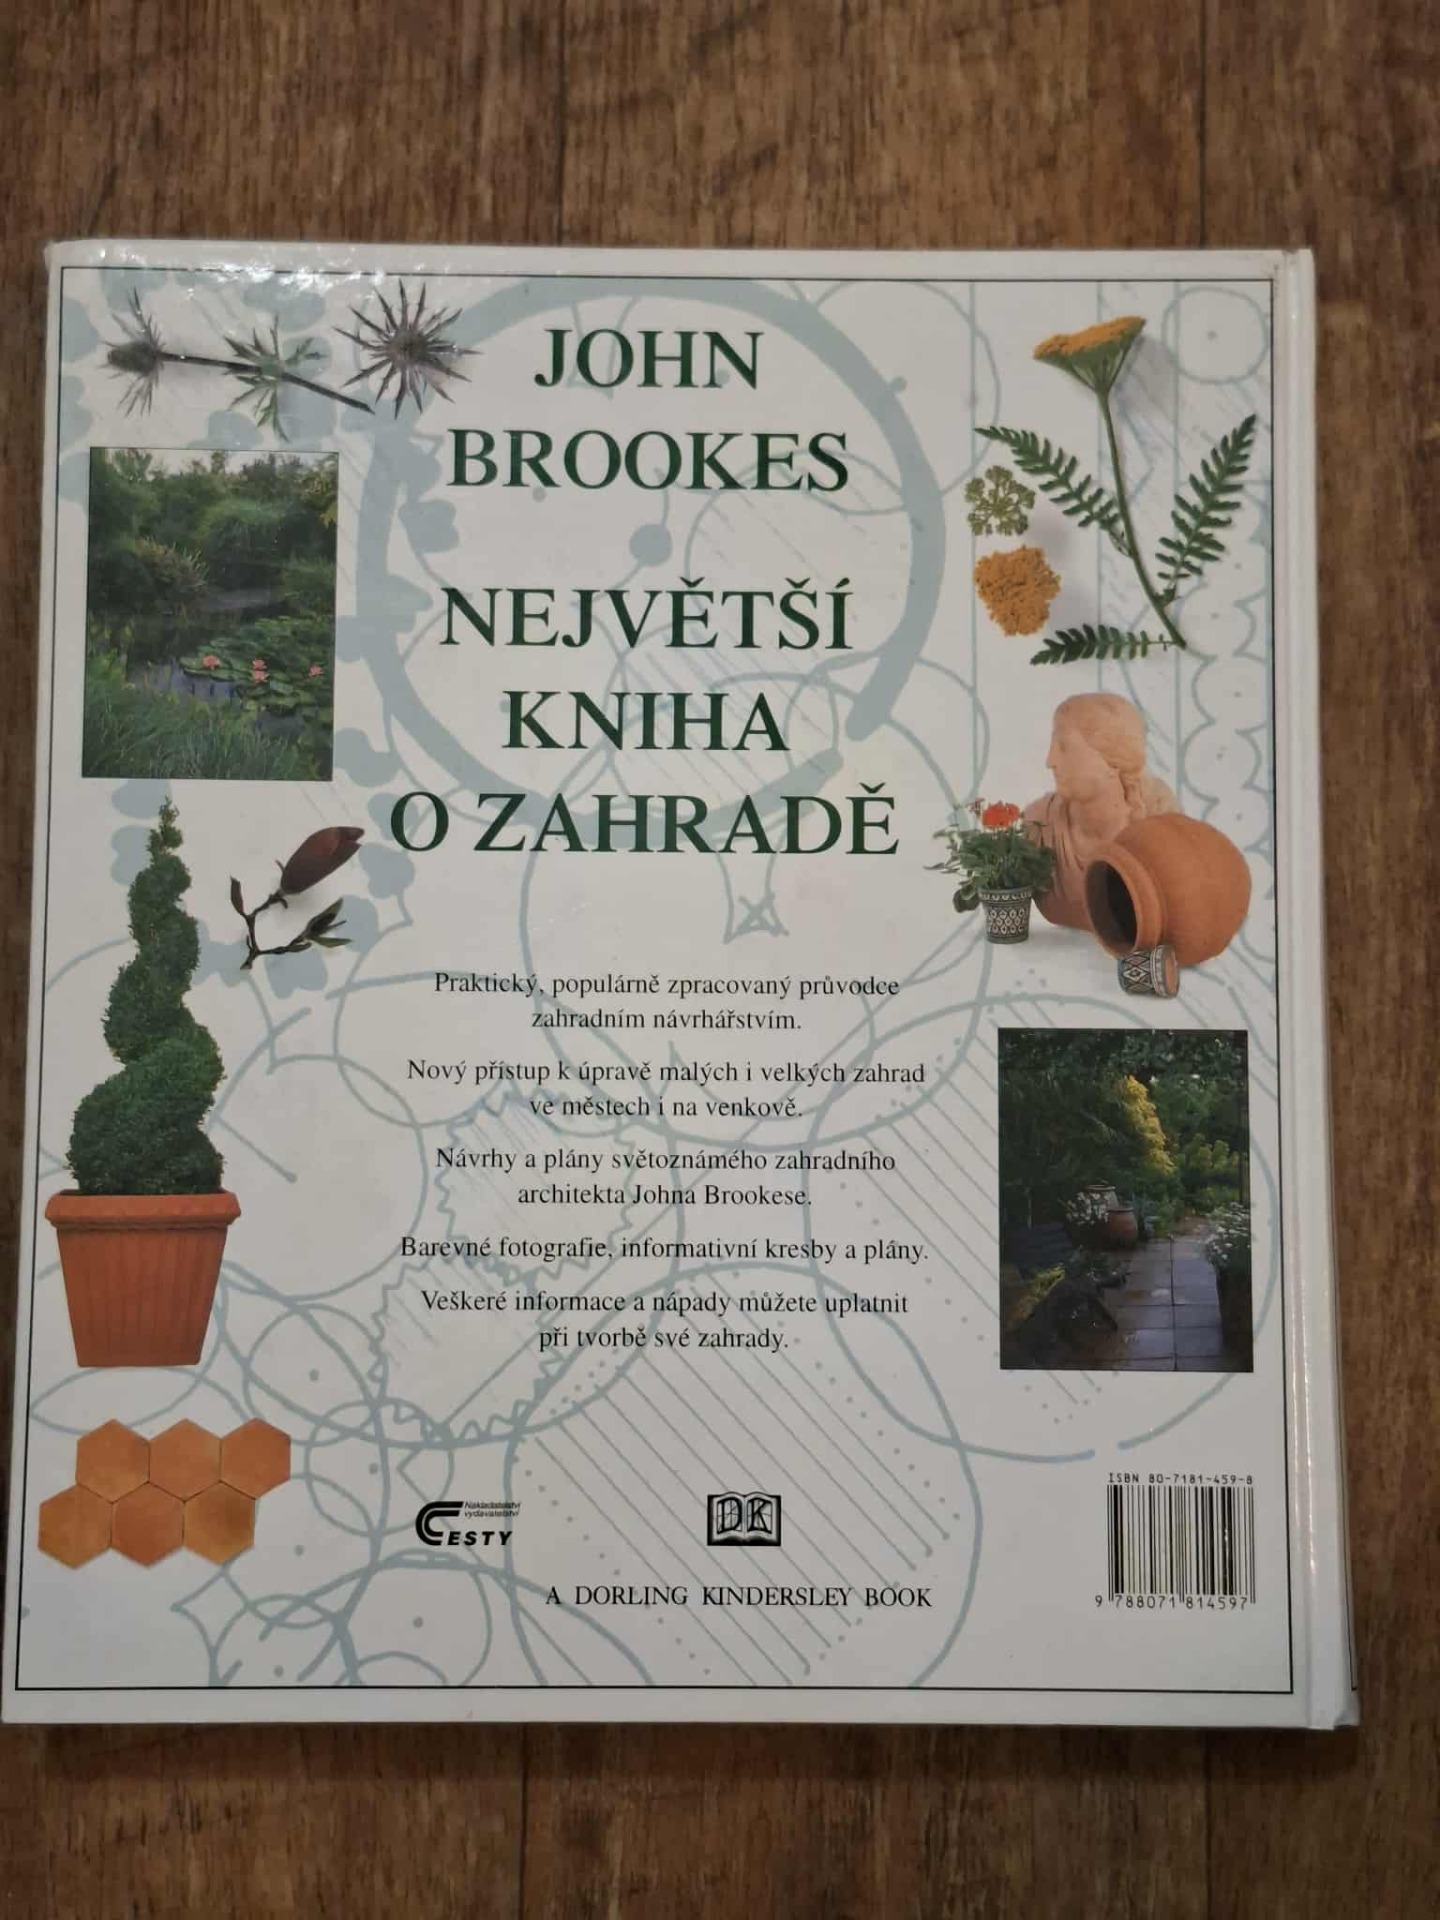 JOHN
BROOKES
NEJVĚTŠÍ
KNIHA
O ZAHRADĚ
Praktický, populárně zpracovaný průvodce
zahradním návrhářstvím.
Nový přístup k úpravě malých i velkých zahrad
ve městech i na venkově.
Návrhy a plány světoznámého zahradního
architekta Johna Brookese.
Barevné fotografie, informativní kresby a plány.
Veškeré informace a nápady můžete uplatnit
při tvorbě své zahrady.
Nakladatelství
vydavatelství
CESTY
DK
A DORLING KINDERSLEY BOOK
ISBN 80-7181-459-8
9 788071 814597